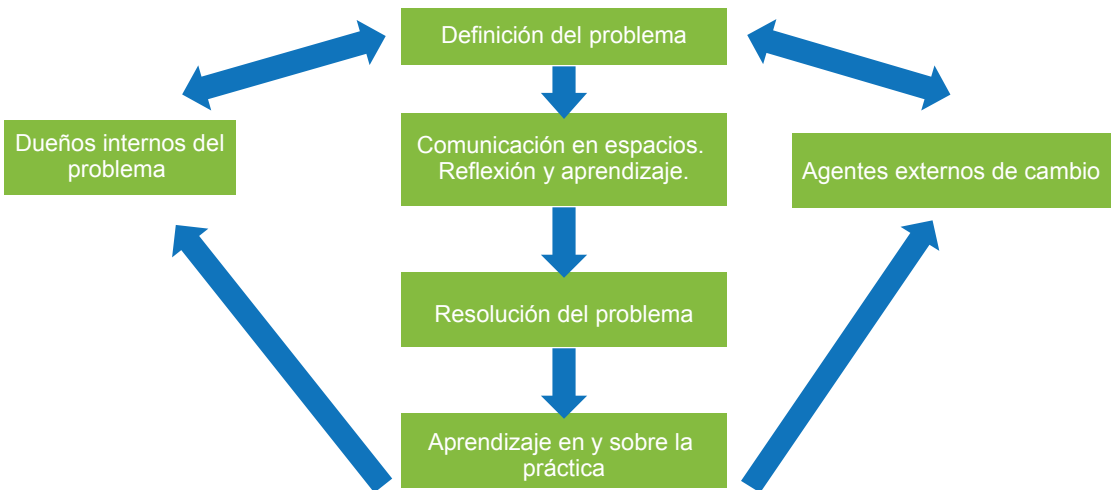 Definición del problema
Dueños internos del
problema
Comunicación en espacios.
Reflexión y aprendizaje.
Agentes externos de cambio
Resolución del problema
Aprendizaje en y sobre la
práctica